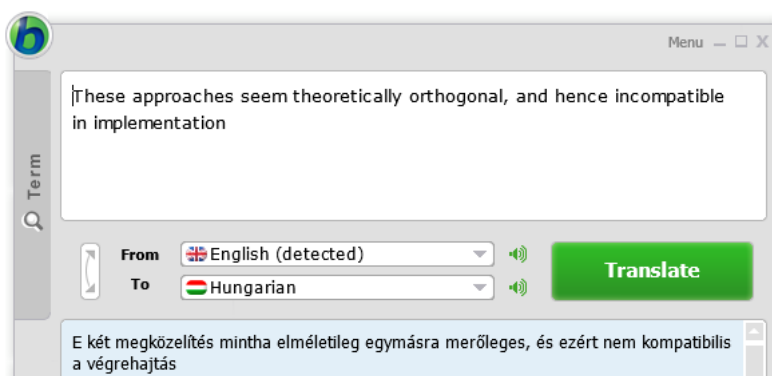 Menu
These approaches seem theoretically orthogonal, and hence incompatible
in implementation
Term
From English (detected)
Translate
To Hungarian
E két megközelítés mintha elméletileg egymásra merőleges, és ezért nem kompatibilis
a végrehajtás